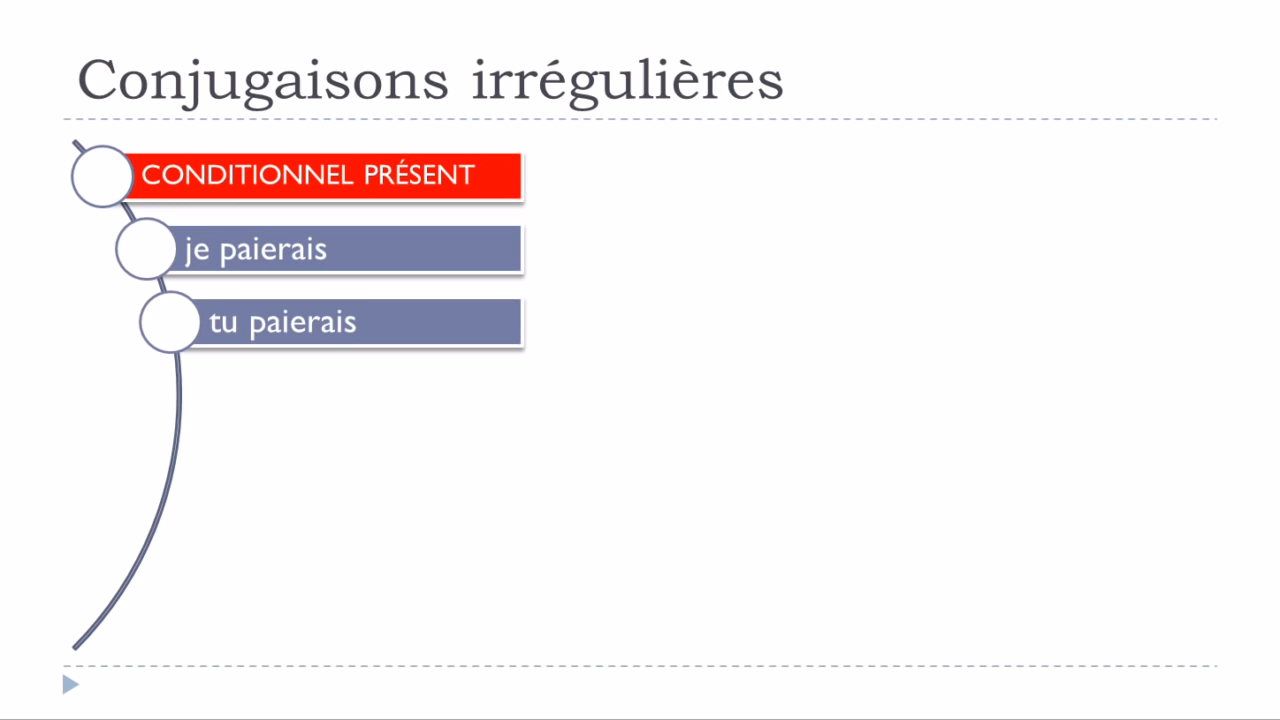 Conjugaisons irrégulières
CONDITIONNEL PRÉSENT
je paierais
tu paierais